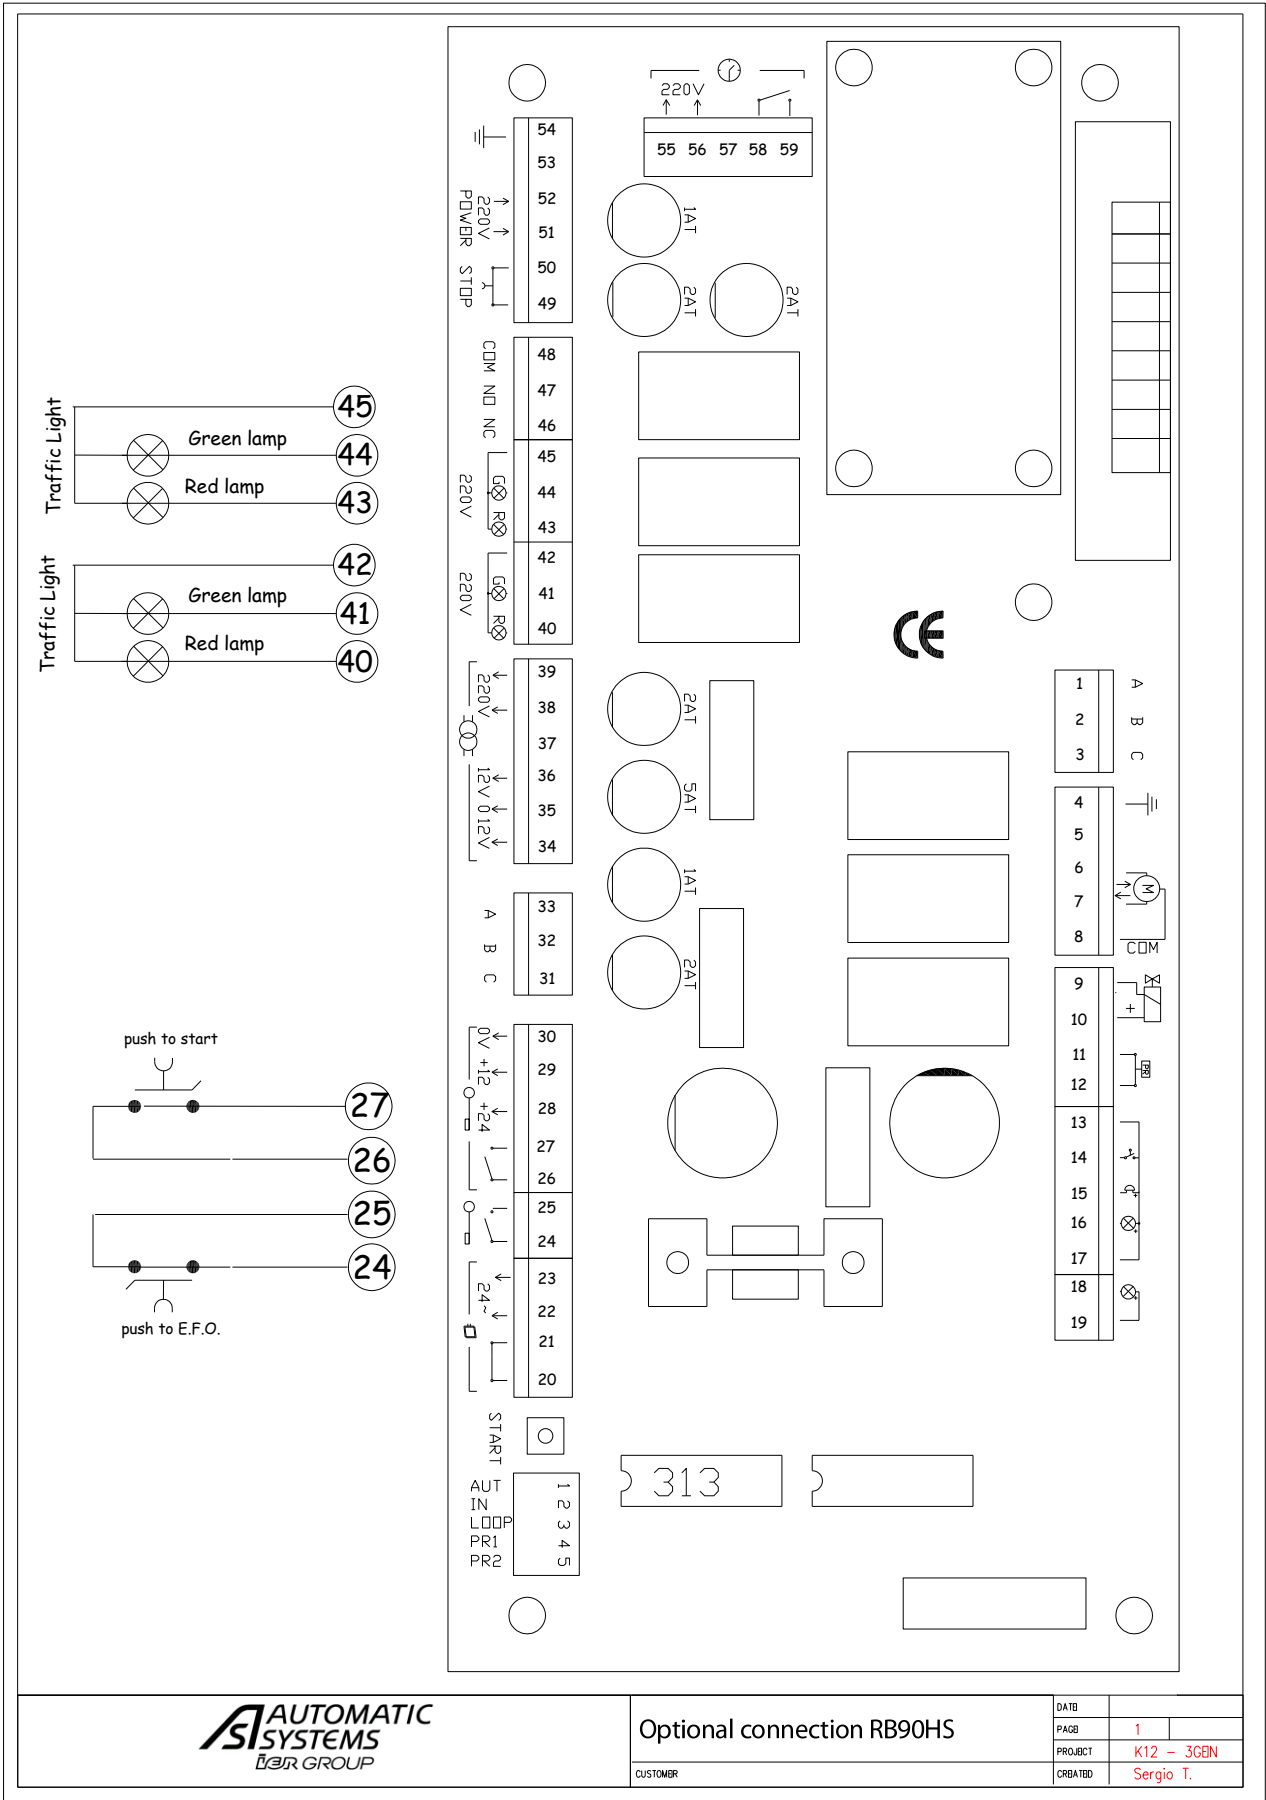 220V
55 56 57 58 59
54
53
52
51
50
49
220V
POWER
STOP
1AT
2AT
2AT
48
47
46
COM NO NC
45
44
43
220V
G
R
42
41
40
220V
G
R
Traffic Light
45
Green lamp
44
Red lamp
43
Traffic Light
42
Green lamp
41
Red lamp
40
39
38
37
36
35
34
220V
12V 0 12V
2AT
5AT
1AT
2AT
33
32
31
A
B
C
30
29
28
27
26
0V +12 +24
25
24
23
22
21
20
24~
push to start
27
26
25
24
push to E.F.O.
CE
1 A
2 B
3 C
4
5
6
7
8
M
COM
9
10
+
11
12
PR
13
14
15
16
17
18
19
START
AUT 1
IN 2
LOOP 3
PR1 4
PR2 5
313
AUTOMATIC
SYSTEMS
IER GROUP
Optional connection RB90HS
CUSTOMER
DATE
PAGE 1
PROJECT K12 - 3GEN
CREATED Sergio T.